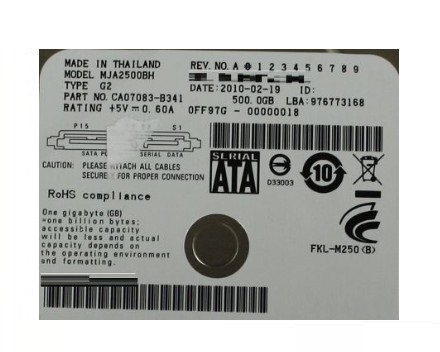 MADE IN THAILAND
MODEL MJA2500BH
TYPE G2
PART NO. CA07083-B341
RATING +5V⎓0.60A
REV. NO. A 0 1 2 3 4 5 6 7 8 9
DATE:2010-02-19 ID:
500.0GB LBA:976773168
0FF97G - 00000018
P15 S1
SATA SERIAL DATA
CAUTION: PLEASE ATTACH ALL CABLES
SECURELY FOR PROPER CONNECTION
SERIAL
ATA
D33003
10
RoHS compliance
One gigabyte (GB)
=one billion bytes;
accessible capacity
will be less and actual
capacity depends on
the operating environment
and formatting.
FKL-M250(B)